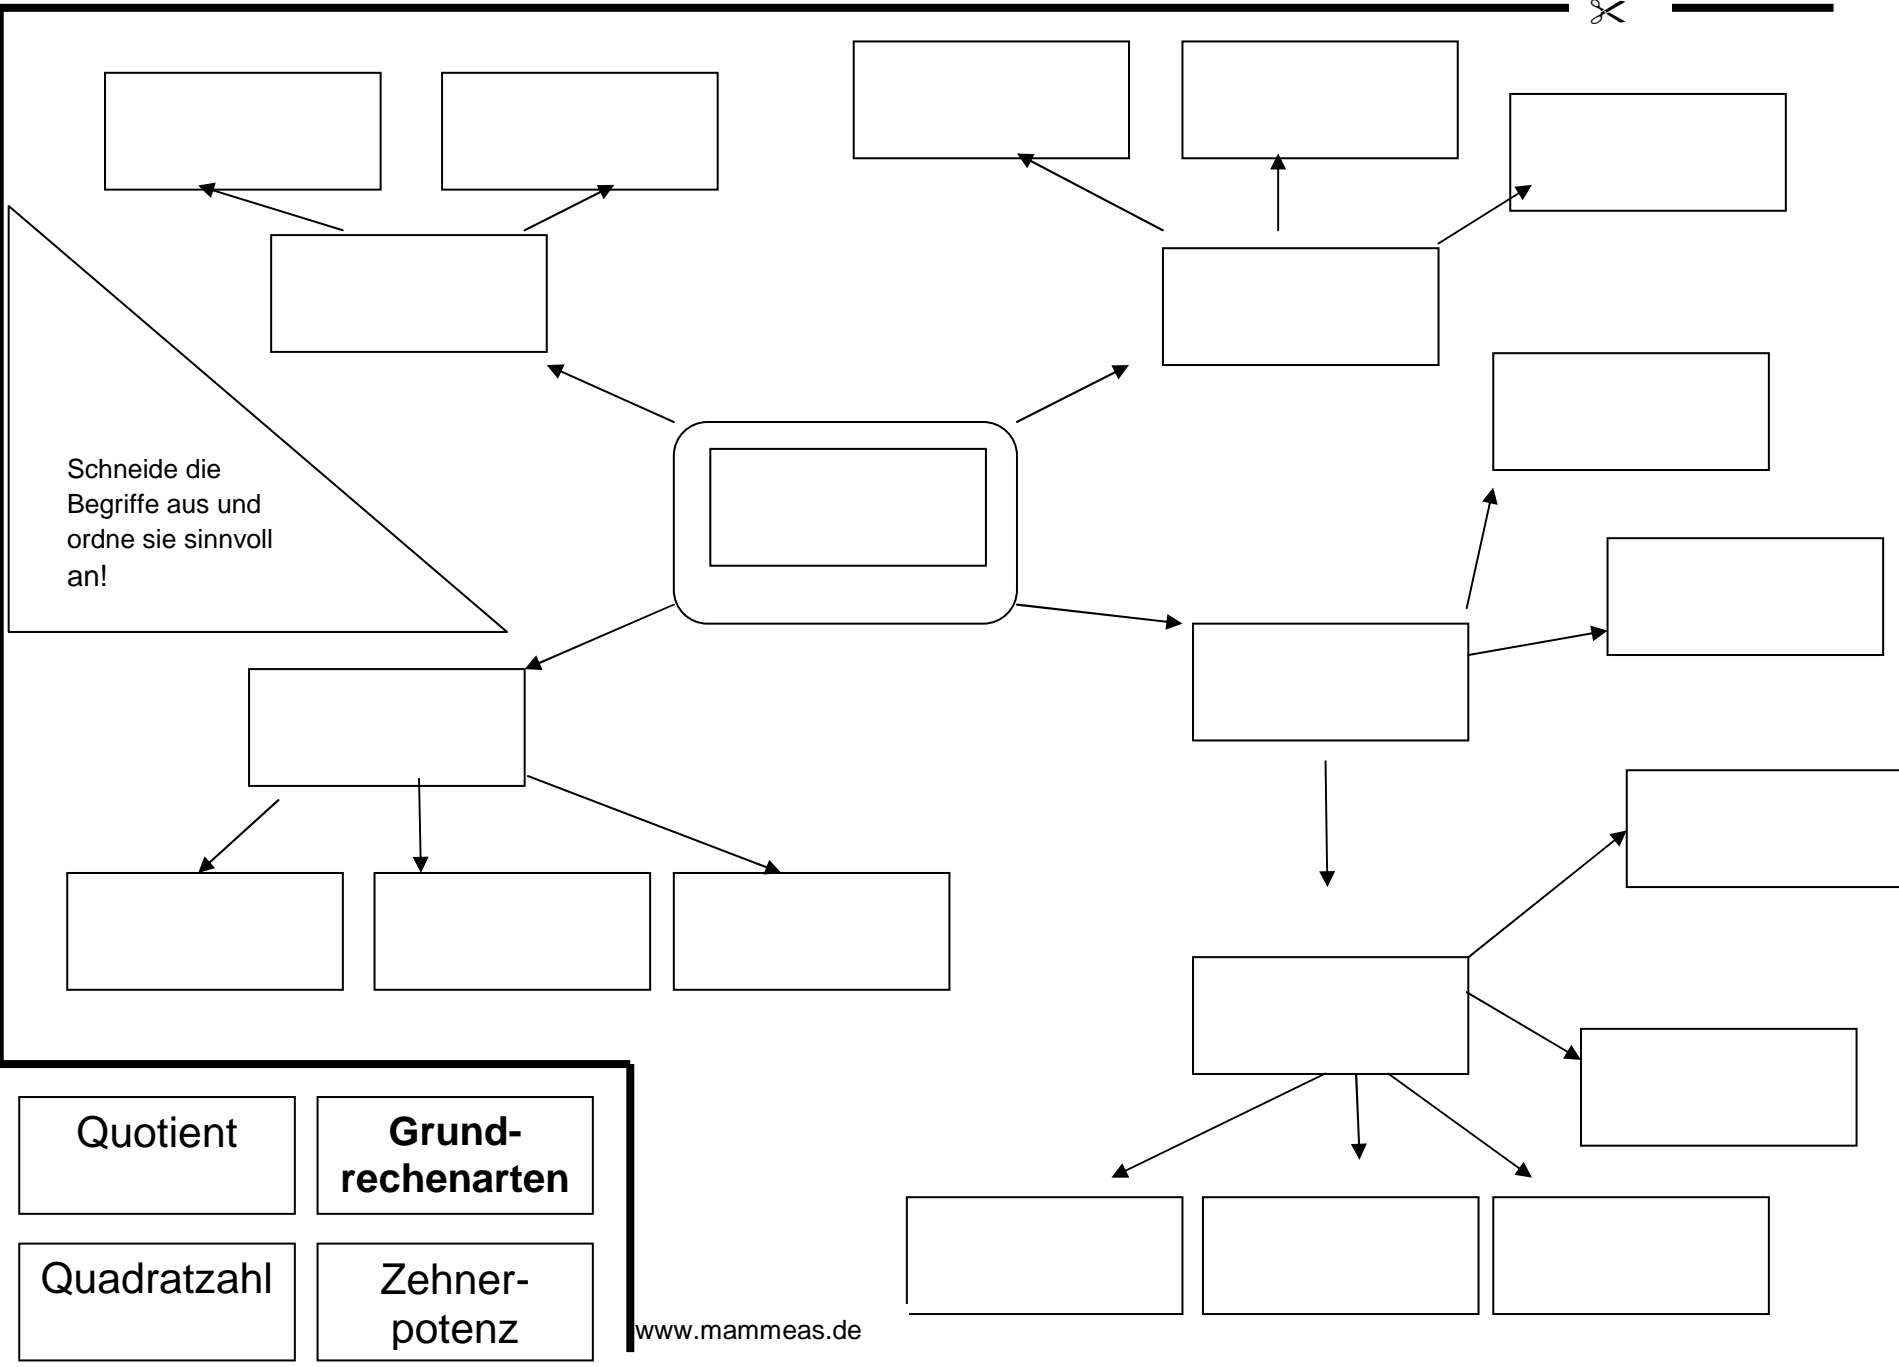 Schneide die
Begriffe aus und
ordne sie sinnvoll
an!
Quotient
Grund-
rechenarten
Quadratzahl
Zehner-
potenz
www.mammeas.de